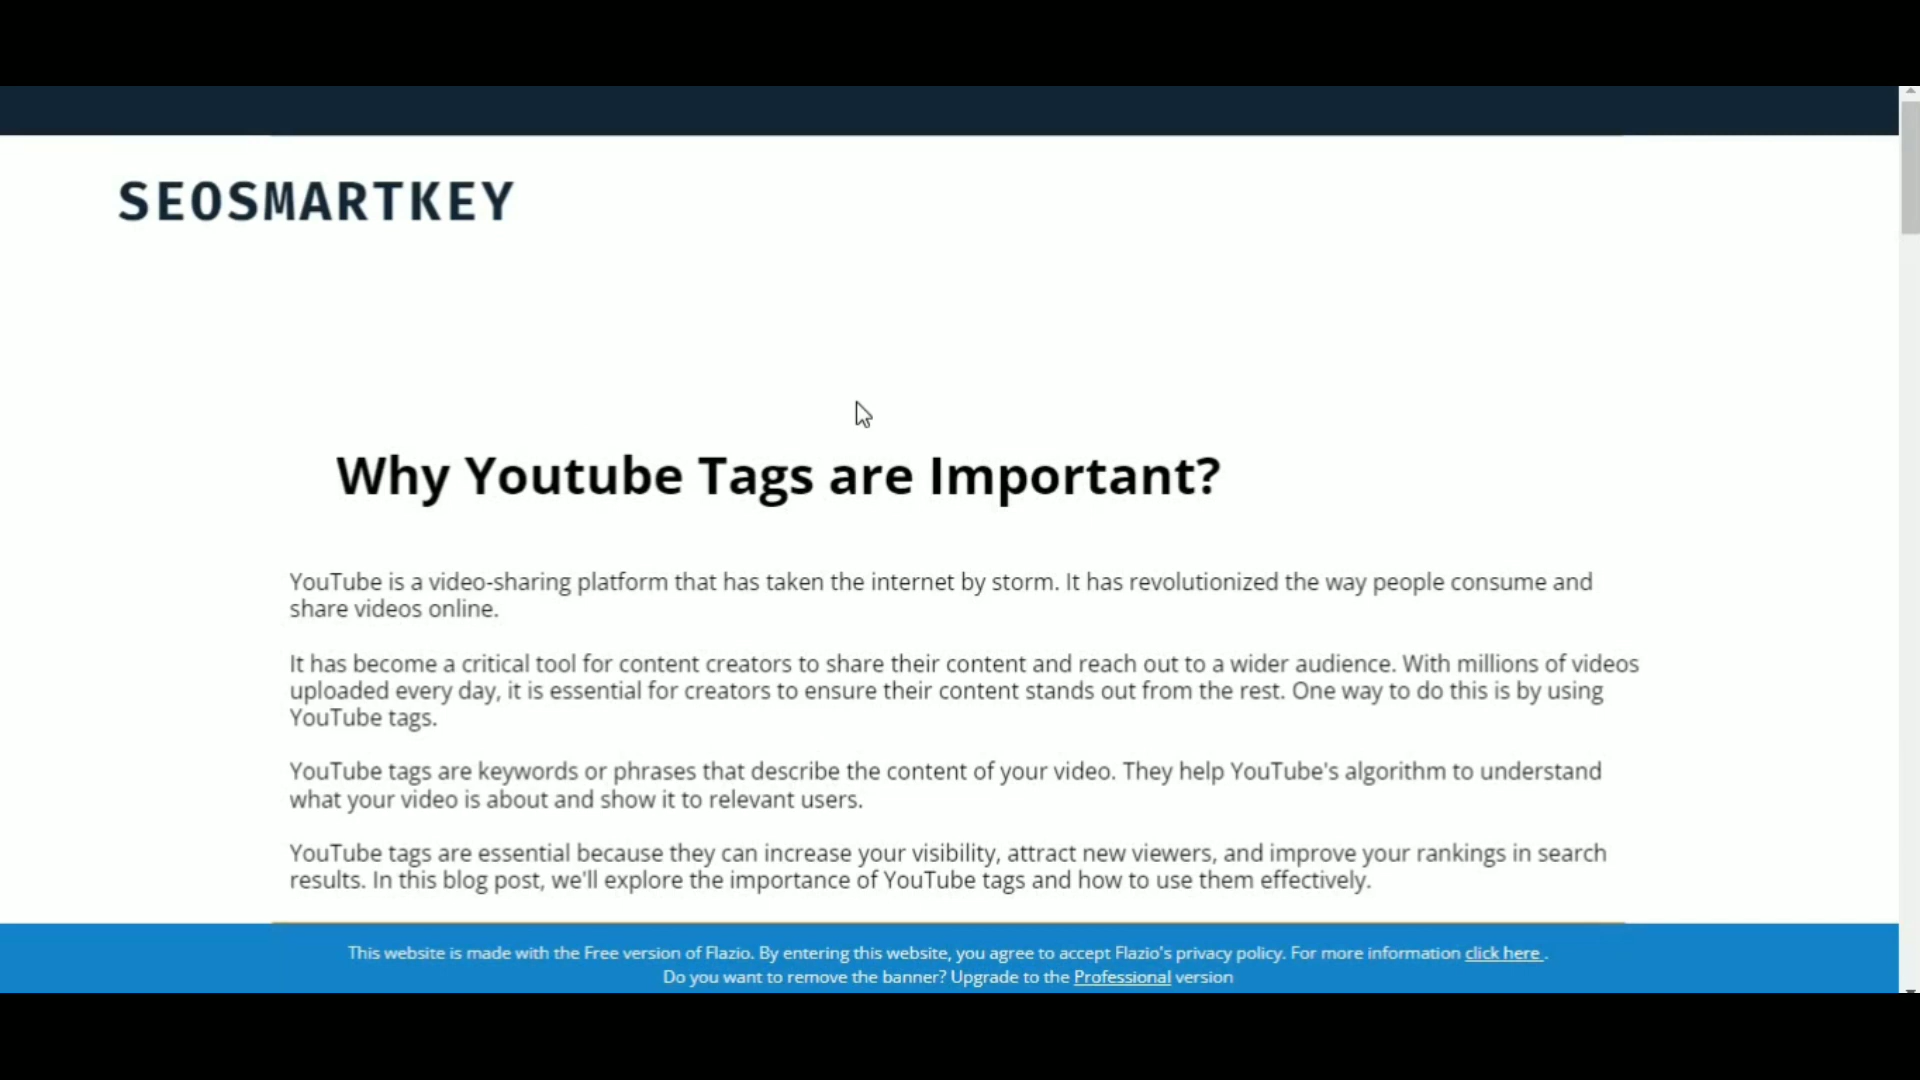 SEOSMARTKEY
Why Youtube Tags are Important?
YouTube is a video-sharing platform that has taken the internet by storm. It has revolutionized the way people consume and
share videos online.
It has become a critical tool for content creators to share their content and reach out to a wider audience. With millions of videos
uploaded every day, it is essential for creators to ensure their content stands out from the rest. One way to do this is by using
YouTube tags.
YouTube tags are keywords or phrases that describe the content of your video. They help YouTube's algorithm to understand
what your video is about and show it to relevant users.
YouTube tags are essential because they can increase your visibility, attract new viewers, and improve your rankings in search
results. In this blog post, we'll explore the importance of YouTube tags and how to use them effectively.
This website is made with the Free version of Flazio. By entering this website, you agree to accept Flazio's privacy policy. For more information click here .
Do you want to remove the banner? Upgrade to the Professional version